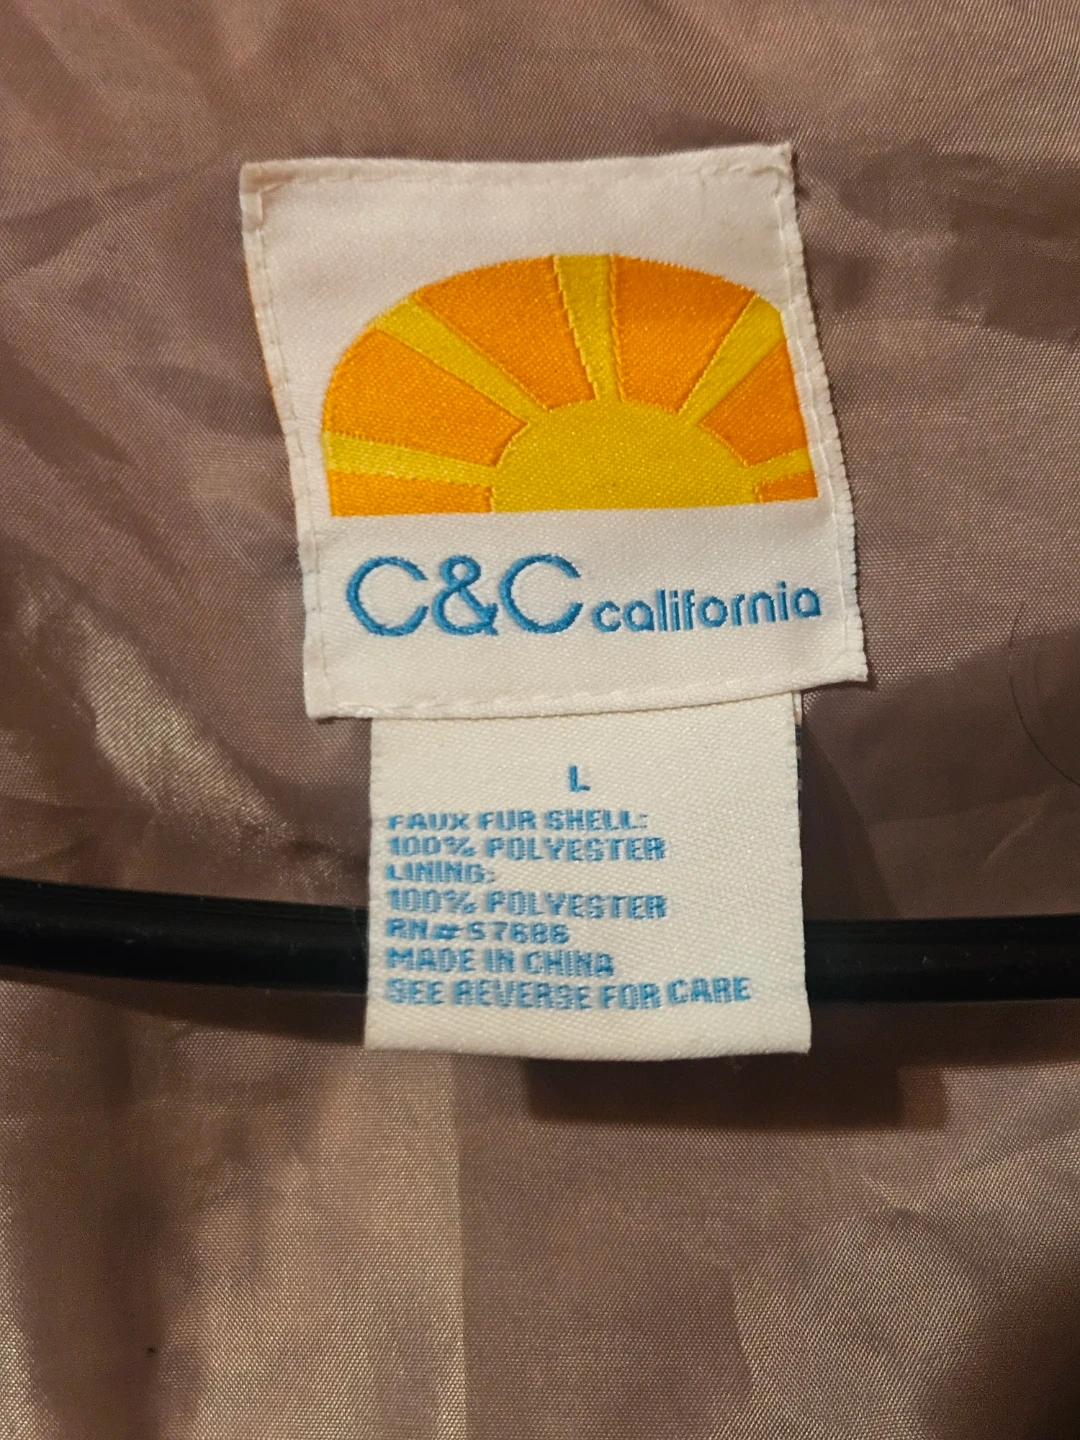 C&C california
L
FAUX FUR SHELL:
100% POLYESTER
LINING:
100% POLYESTER
RN# 57686
MADE IN CHINA
SEE REVERSE FOR CARE